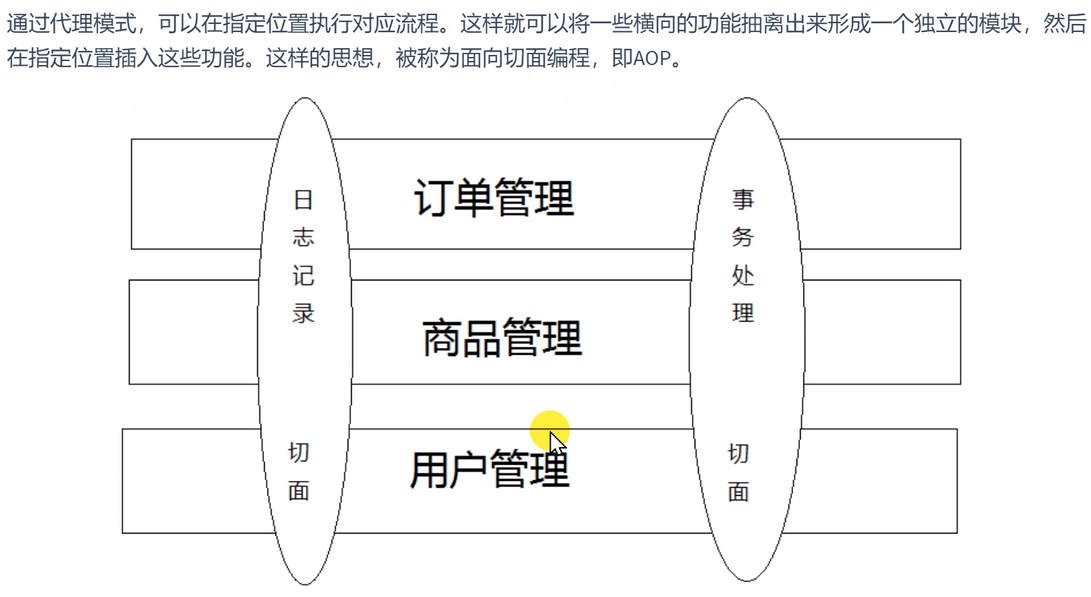 通过代理模式，可以在指定位置执行对应流程。这样就可以将一些横向的功能抽离出来形成一个独立的模块，然后
在指定位置插入这些功能。这样的思想，被称为面向切面编程，即AOP。
订单管理
商品管理
用户管理
日志记录
切面
事务处理
切面